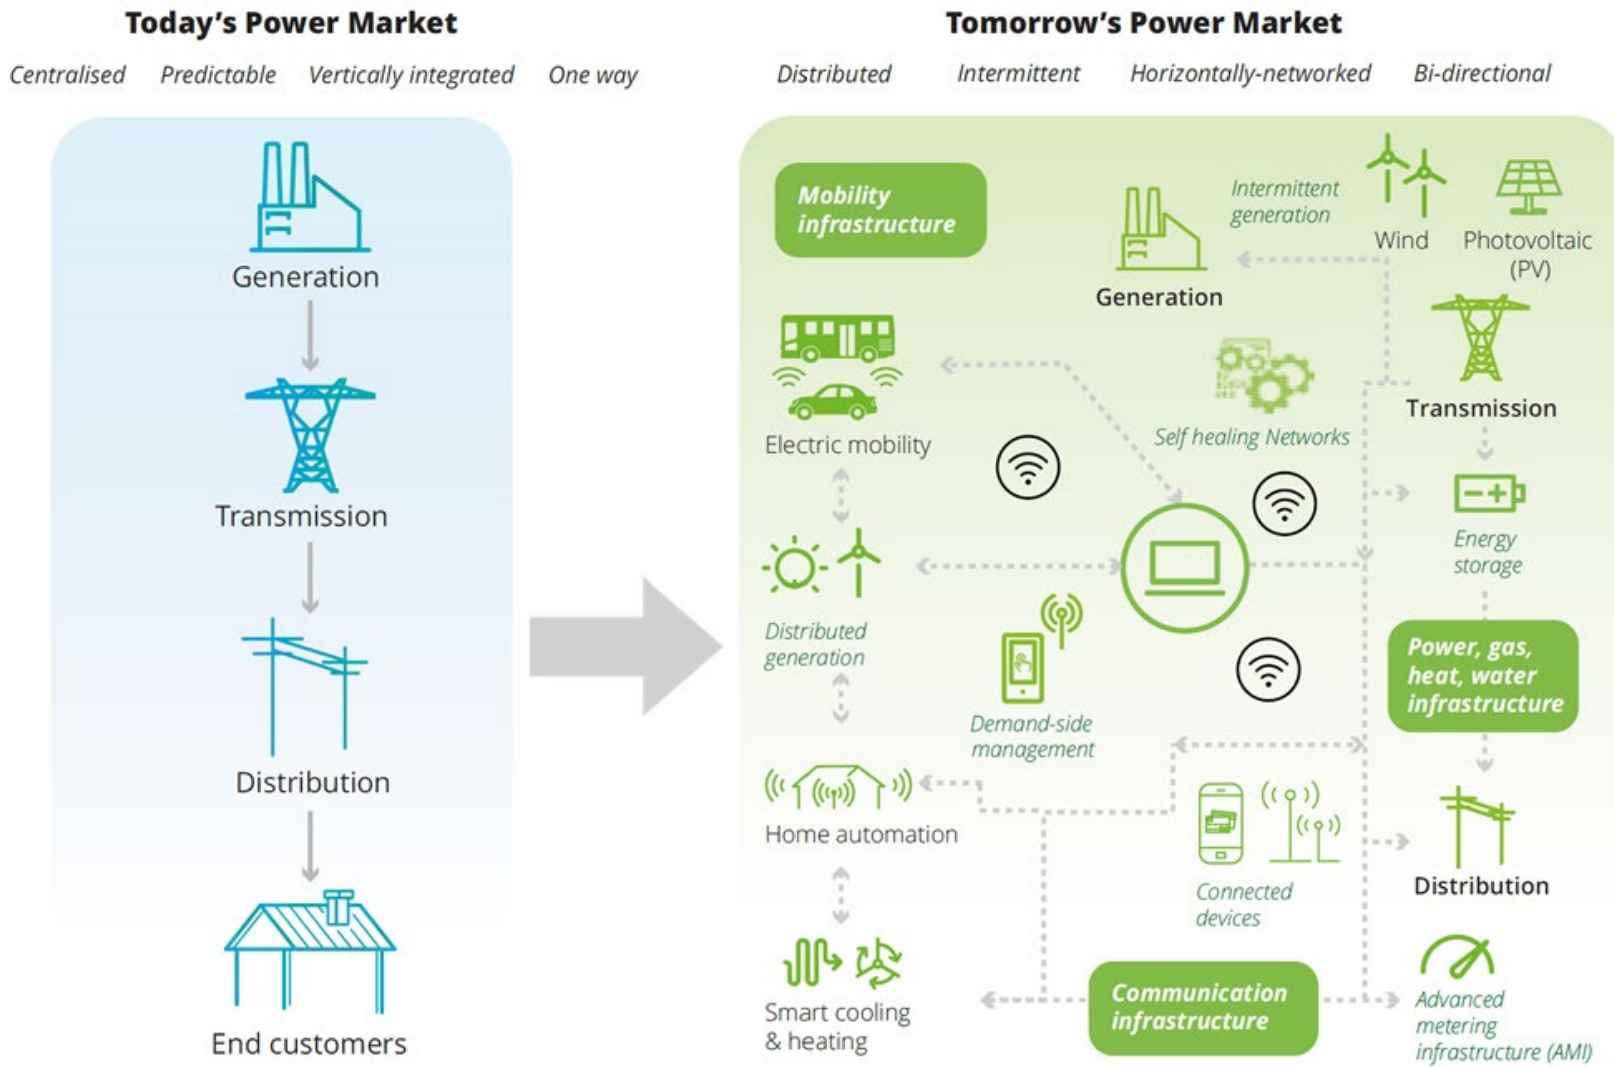 Today's Power Market
Centralised Predictable Vertically integrated One way
Generation
Transmission
Distribution
End customers
Tomorrow's Power Market
Distributed Intermittent Horizontally-networked Bi-directional
Mobility
infrastructure
Generation
Intermittent
generation
Wind
Photovoltaic
(PV)
Electric mobility
Self healing Networks
Transmission
Energy
storage
Distributed
generation
Demand-side
management
Power, gas,
heat, water
infrastructure
Home automation
Connected
devices
Distribution
Smart cooling
& heating
Communication
infrastructure
Advanced
metering
infrastructure (AMI)